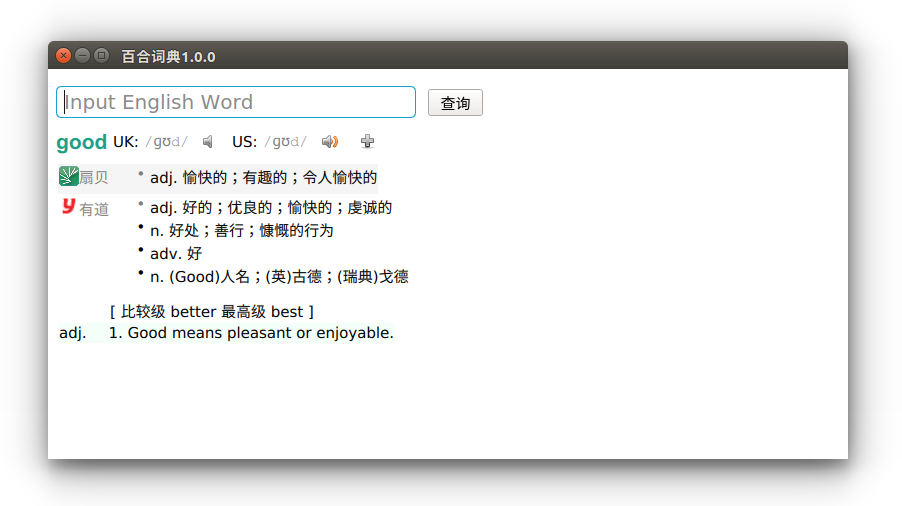 百合词典1.0.0
Input English Word 查询
good UK: /gʊd/ US: /gʊd/
扇贝 • adj. 愉快的；有趣的；令人愉快的
有道 • adj. 好的；优良的；愉快的；虔诚的
• n. 好处；善行；慷慨的行为
• adv. 好
• n. (Good)人名；(英)古德；(瑞典)戈德
[ 比较级 better 最高级 best ]
adj. 1. Good means pleasant or enjoyable.